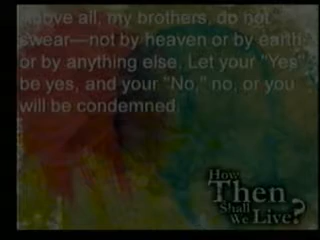 Above all, my brothers, do not
swear—not by heaven or by earth
or by anything else. Let your "Yes"
be yes, and your "No," no, or you
will be condemned.
How
Then
Shall
We Live?